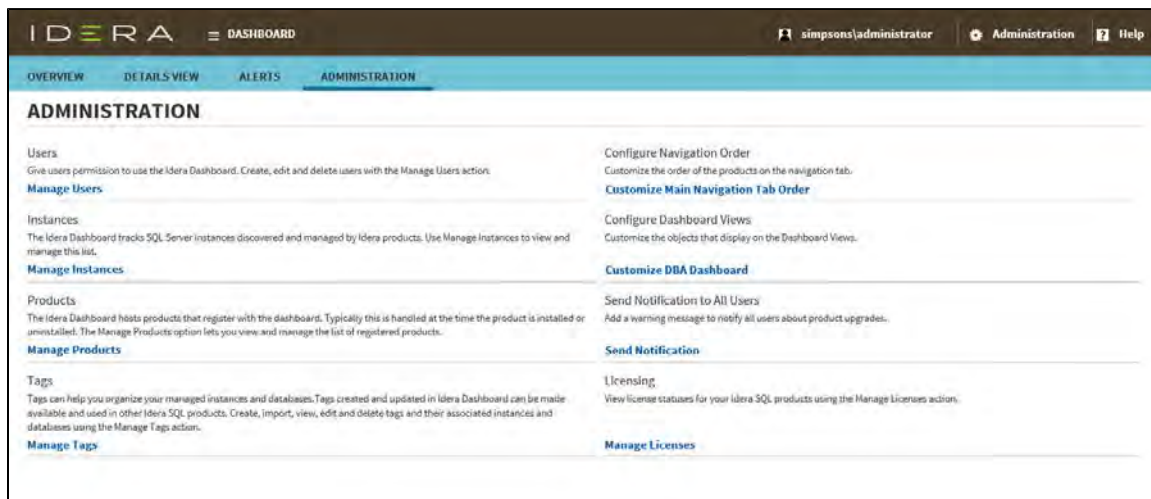 IDERA DASHBOARD simpsons\administrator Administration ? Help
OVERVIEW DETAILS VIEW ALERTS ADMINISTRATION
ADMINISTRATION
Users
Give users permission to use the Idera Dashboard. Create, edit and delete users with the Manage Users action.
Manage Users
Instances
The Idera Dashboard tracks SQL Server instances discovered and managed by Idera products. Use Manage Instances to view and
manage this list.
Manage Instances
Products
The Idera Dashboard hosts products that register with the dashboard. Typically this is handled at the time the product is installed or
uninstalled. The Manage Products option lets you view and manage the list of registered products.
Manage Products
Tags
Tags can help you organize your managed instances and databases.Tags created and updated in Idera Dashboard can be made
available and used in other Idera SQL products. Create, import, view, edit and delete tags and their associated instances and
databases using the Manage Tags action.
Manage Tags
Configure Navigation Order
Customize the order of the products on the navigation tab.
Customize Main Navigation Tab Order
Configure Dashboard Views
Customize the objects that display on the Dashboard Views.
Customize DBA Dashboard
Send Notification to All Users
Add a warning message to notify all users about product upgrades.
Send Notification
Licensing
View license statuses for your Idera SQL products using the Manage Licenses action.
Manage Licenses